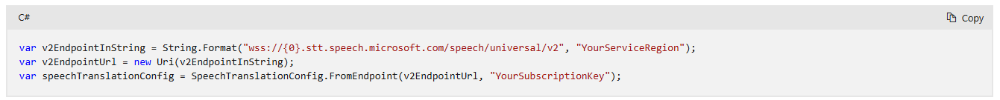 C#
Copy
var v2EndpointInString = String.Format("wss://{0}.stt.speech.microsoft.com/speech/universal/v2", "YourServiceRegion");
var v2EndpointUrl = new Uri(v2EndpointInString);
var speechTranslationConfig = SpeechTranslationConfig.FromEndpoint(v2EndpointUrl, "YourSubscriptionKey");